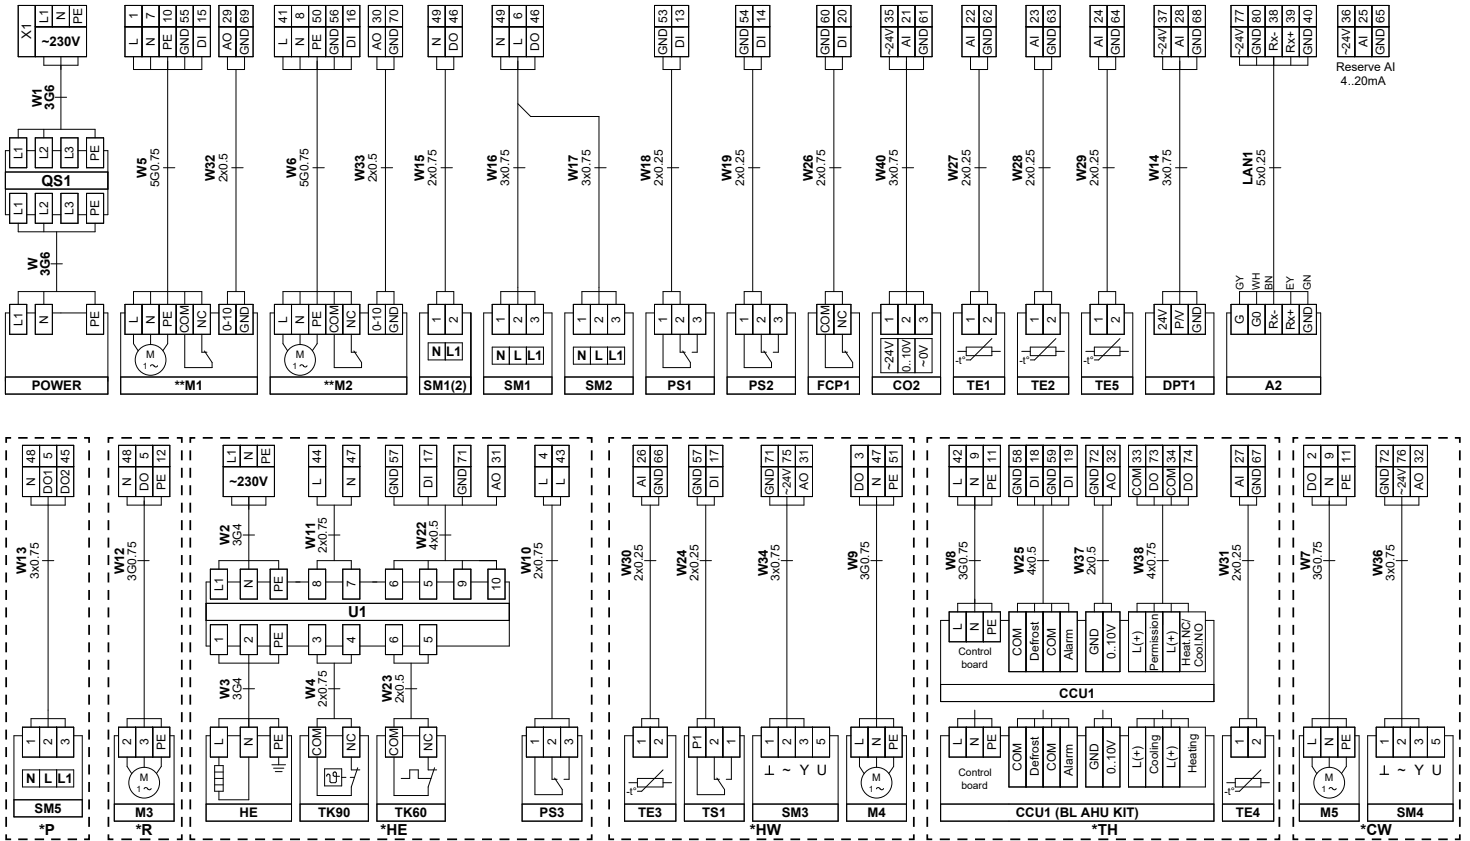 X1 L1 N PE
~230V
1 7 10 55 15
L N PE GND DI
29 69
AO GND
41 8 50 56 16
L N PE GND DI
30 70
AO GND
49 46
N DO
49 6 46
N L DO
53 13
GND DI
54 14
GND DI
60 20
GND DI
35 21 61
~24V AI GND
22 62
AI GND
23 63
AI GND
24 64
AI GND
37 28 68
~24V AI GND
77 80 38 39 40
~24V GND Rx- Rx+ GND
36 25 65
~24V AI GND
Reserve AI
4..20mA
W1
3G6
W5
5G0.75
W32
2x0.5
W6
5G0.75
W33
2x0.5
W15
2x0.75
W16
3x0.75
W17
3x0.75
W18
2x0.25
W19
2x0.25
W26
2x0.75
W40
3x0.75
W27
2x0.25
W28
2x0.25
W29
2x0.25
W14
3x0.75
LAN1
5x0.25
L1 L2 L3 PE
QS1
L1 L2 L3 PE
W
3G6
GY WH BN EY GN
L1 N PE
L N PE COM NC
0-10 GND
L N PE COM NC
0-10 GND
1 2
1 2 3
1 2 3
1 2 3
1 2 3
COM NC
1 2 3
1 2
1 2
1 2
24V P/V GND
G G0 Rx- Rx+ GND
M
1~
M
1~
N L1
N L L1
N L L1
~24V 0..10V ~0V
-t°
-t°
-t°
POWER
**M1
**M2
SM1(2)
SM1
SM2
PS1
PS2
FCP1
CO2
TE1
TE2
TE5
DPT1
A2
48 5 45
N DO1 DO2
48 5 12
N DO PE
L1 N PE
~230V
44 47
L N
57 17 71 31
GND DI GND AO
4 43
L L
26 66
AI GND
57 17
GND DI
71 75 31
GND ~24V AO
3 47 51
DO N PE
42 9 11
L N PE
58 18 59 19
GND DI GND DI
72 32
GND AO
33 73 34 74
COM DO COM DO
27 67
AI GND
2 9 11
DO N PE
72 76 32
GND ~24V AO
W13
3x0.75
W12
3G0.75
W2
3G4
W11
2x0.75
W22
4x0.5
W10
2x0.75
W30
2x0.25
W24
2x0.25
W34
3x0.75
W9
3G0.75
W8
3G0.75
W25
4x0.5
W37
2x0.5
W38
4x0.75
W31
2x0.25
W7
3G0.75
W36
3x0.75
L1 N PE 8 7 6 5 9 10
U1
1 2 PE 3 4 6 5
W3
3G4
W4
2x0.75
W23
2x0.5
L N PE
Control
board
COM Defrost COM Alarm
GND 0..10V
L(+) Permission L(+) Heat.NC/
Cool.NO
CCU1
1 2 3
2 3 PE
L N PE
COM NC
COM NC
1 2 3
1 2
P1 2 1
1 2 3 5
L N PE
L N PE
Control
board
COM Defrost COM Alarm
GND 0..10V
L(+) Cooling L(+) Heating
1 2
L N PE
1 2 3 5
N L L1
M
1~
-t°
⊥ ~ Y U
M
1~
-t°
M
1~
⊥ ~ Y U
SM5
M3
HE
TK90
TK60
PS3
TE3
TS1
SM3
M4
CCU1 (BL AHU KIT)
TE4
M5
SM4
*P
*R
*HE
*HW
*TH
*CW